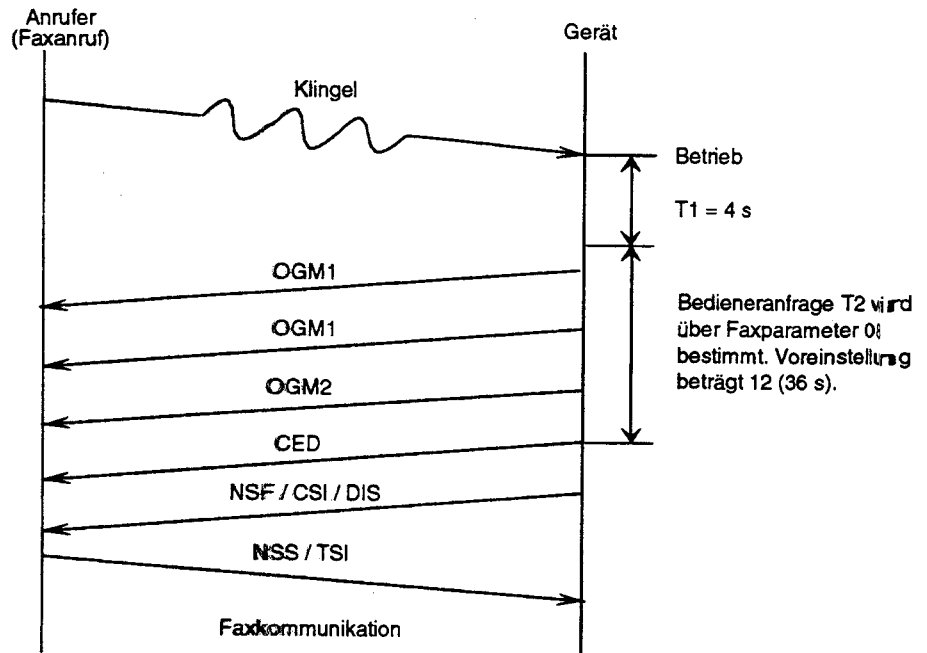 Anrufer
(Faxanruf)
Gerät
Klingel
Betrieb
T1 = 4 s
OGM1
Bedieneranfrage T2 wird
über Faxparameter
bestimmt. Voreinstellung
beträgt 12 (36 s).
OGM1
OGM2
CED
NSF / CSI / DIS
NSS / TSI
Faxkommunikation